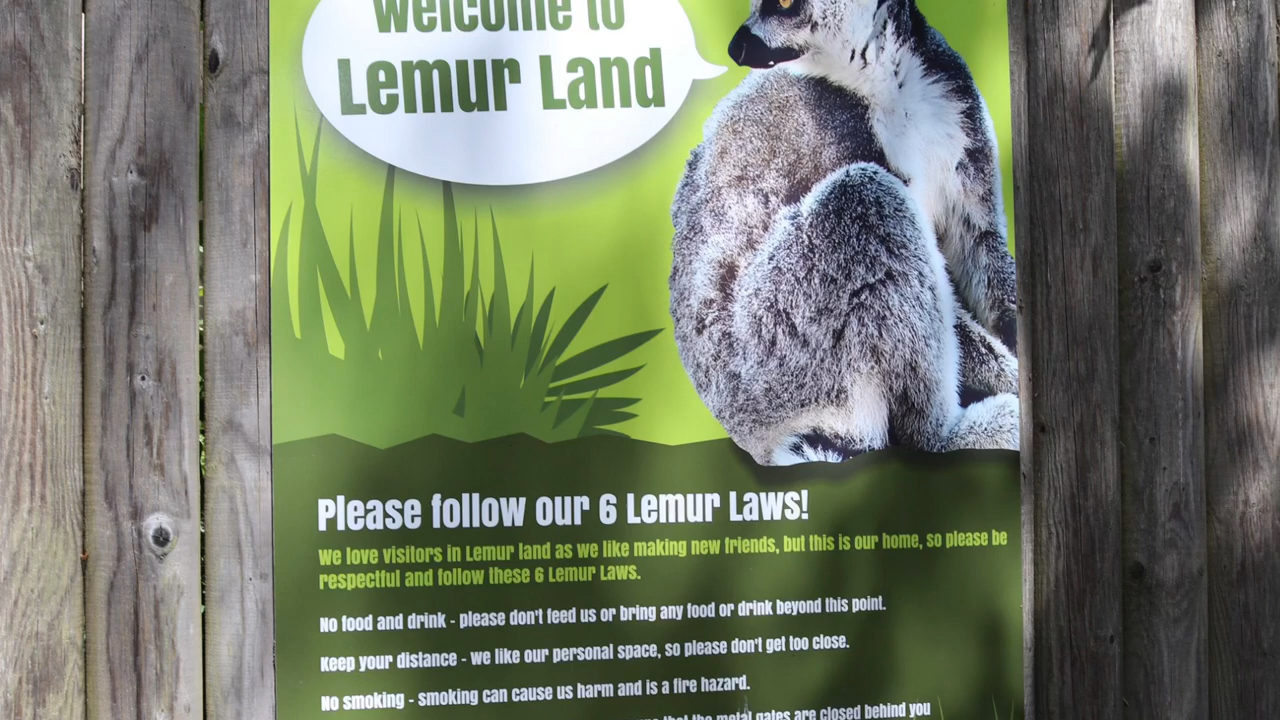 Welcome to
Lemur Land
Please follow our 6 Lemur Laws!
We love visitors in Lemur land as we like making new friends, but this is our home, so please be
respectful and follow these 6 Lemur Laws.
No food and drink - please don't feed us or bring any food or drink beyond this point.
Keep your distance - we like our personal space, so please don't get too close.
No smoking - smoking can cause us harm and is a fire hazard.
that the metal gates are closed behind you